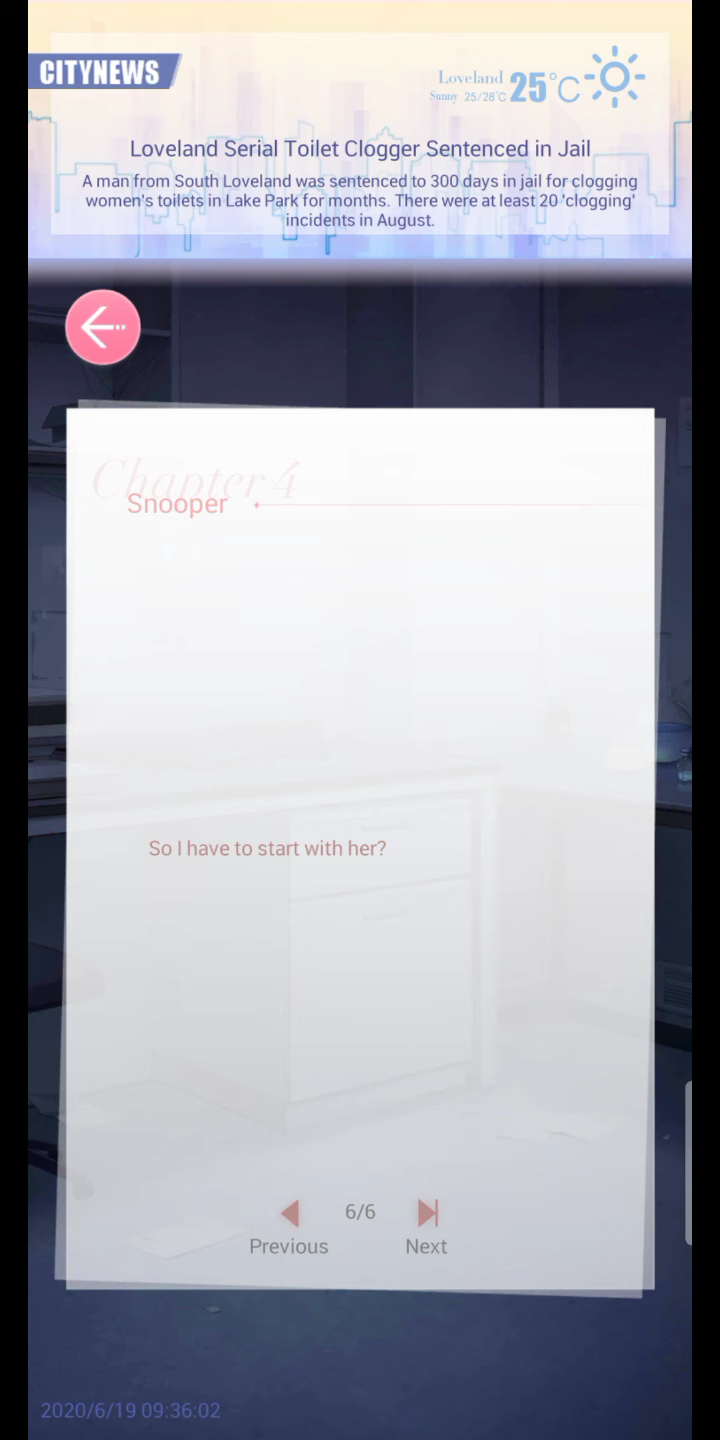 CITYNEWS
Loveland
Sunny 25/28°C
25°C
Loveland Serial Toilet Clogger Sentenced in Jail
A man from South Loveland was sentenced to 300 days in jail for clogging
women's toilets in Lake Park for months. There were at least 20 'clogging'
incidents in August.
Chapter 4
Snooper
So I have to start with her?
6/6
Previous
Next
2020/6/19 09:36:02